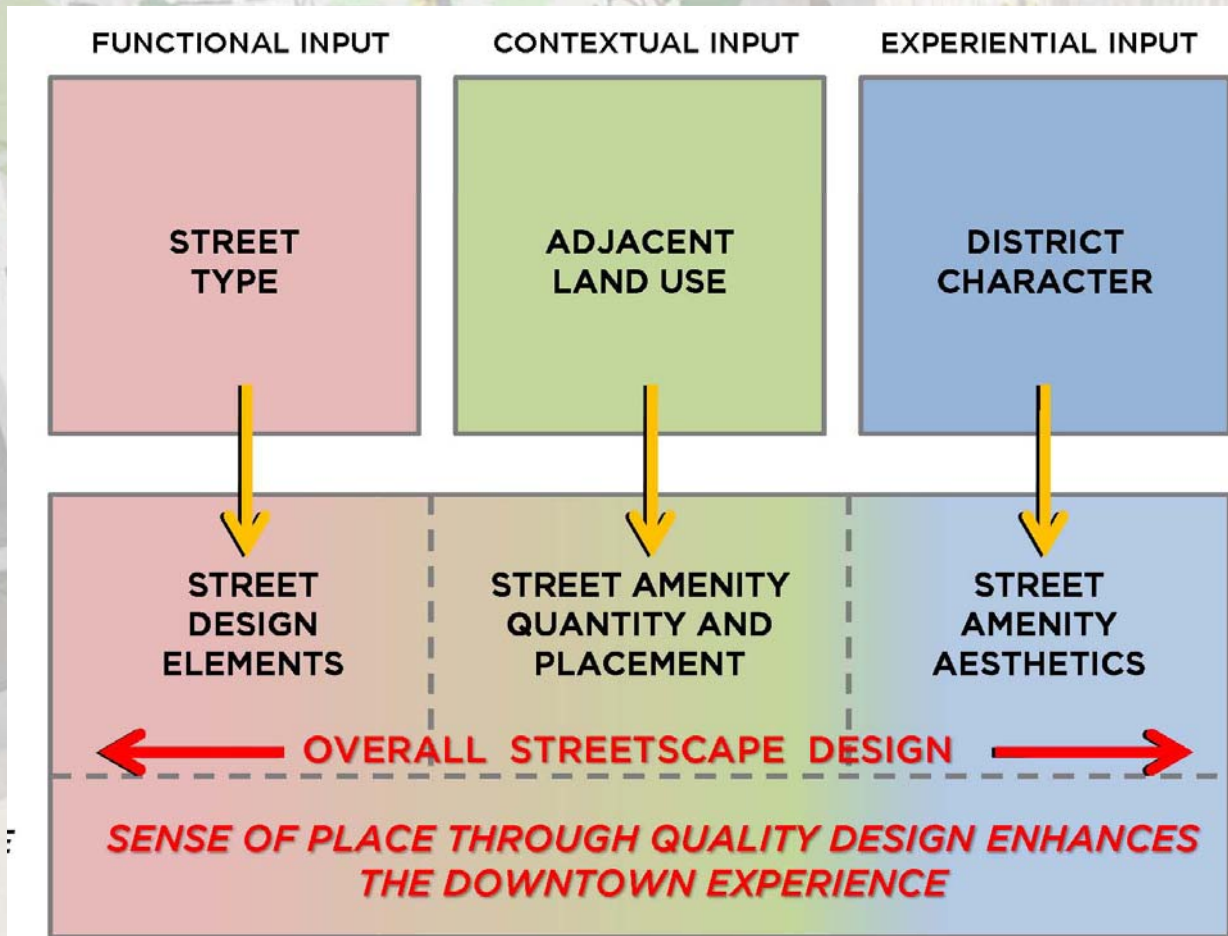 FUNCTIONAL INPUT
CONTEXTUAL INPUT
EXPERIENTIAL INPUT
STREET
TYPE
ADJACENT
LAND USE
DISTRICT
CHARACTER
STREET
DESIGN
ELEMENTS
STREET AMENITY
QUANTITY AND
PLACEMENT
STREET
AMENITY
AESTHETICS
OVERALL STREETSCAPE DESIGN
SENSE OF PLACE THROUGH QUALITY DESIGN ENHANCES
THE DOWNTOWN EXPERIENCE